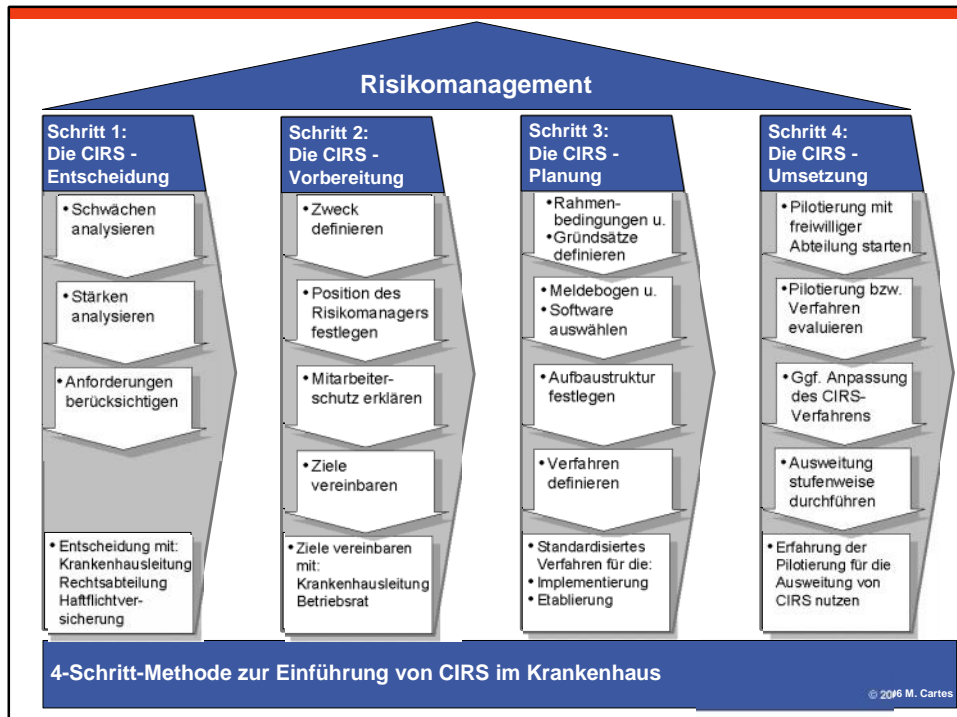 Risikomanagement
Schritt 1:
Die CIRS -
Entscheidung
• Schwächen
analysieren
• Stärken
analysieren
• Anforderungen
berücksichtigen
• Entscheidung mit:
Krankenhausleitung
Rechtsabteilung
Haftflichtver-
sicherung
Schritt 2:
Die CIRS -
Vorbereitung
• Zweck
definieren
• Position des
Risikomanagers
festlegen
• Mitarbeiter-
schutz erklären
• Ziele
vereinbaren
• Ziele vereinbaren
mit:
Krankenhausleitung
Betriebsrat
Schritt 3:
Die CIRS -
Planung
• Rahmen-
bedingungen u.
• Gründsätze
definieren
• Meldebogen u.
• Software
auswählen
• Aufbaustruktur
festlegen
• Verfahren
definieren
• Standardisiertes
Verfahren für die:
• Implementierung
• Etablierung
Schritt 4:
Die CIRS -
Umsetzung
• Pilotierung mit
freiwilliger
Abteilung starten
• Pilotierung bzw.
Verfahren
evaluieren
• Ggf. Anpassung
des CIRS-
Verfahrens
• Ausweitung
stufenweise
durchführen
• Erfahrung der
Pilotierung für die
Ausweitung von
CIRS nutzen
4-Schritt-Methode zur Einführung von CIRS im Krankenhaus
© M. Cartes